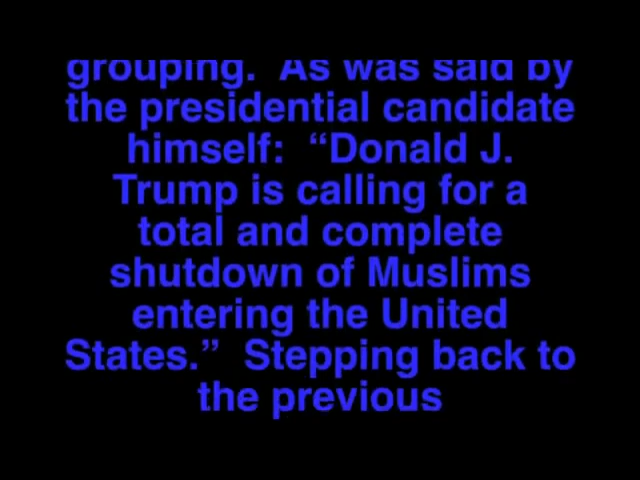 grouping.  As was said by
the presidential candidate
himself:  “Donald J.
Trump is calling for a
total and complete
shutdown of Muslims
entering the United
States.”  Stepping back to
the previous